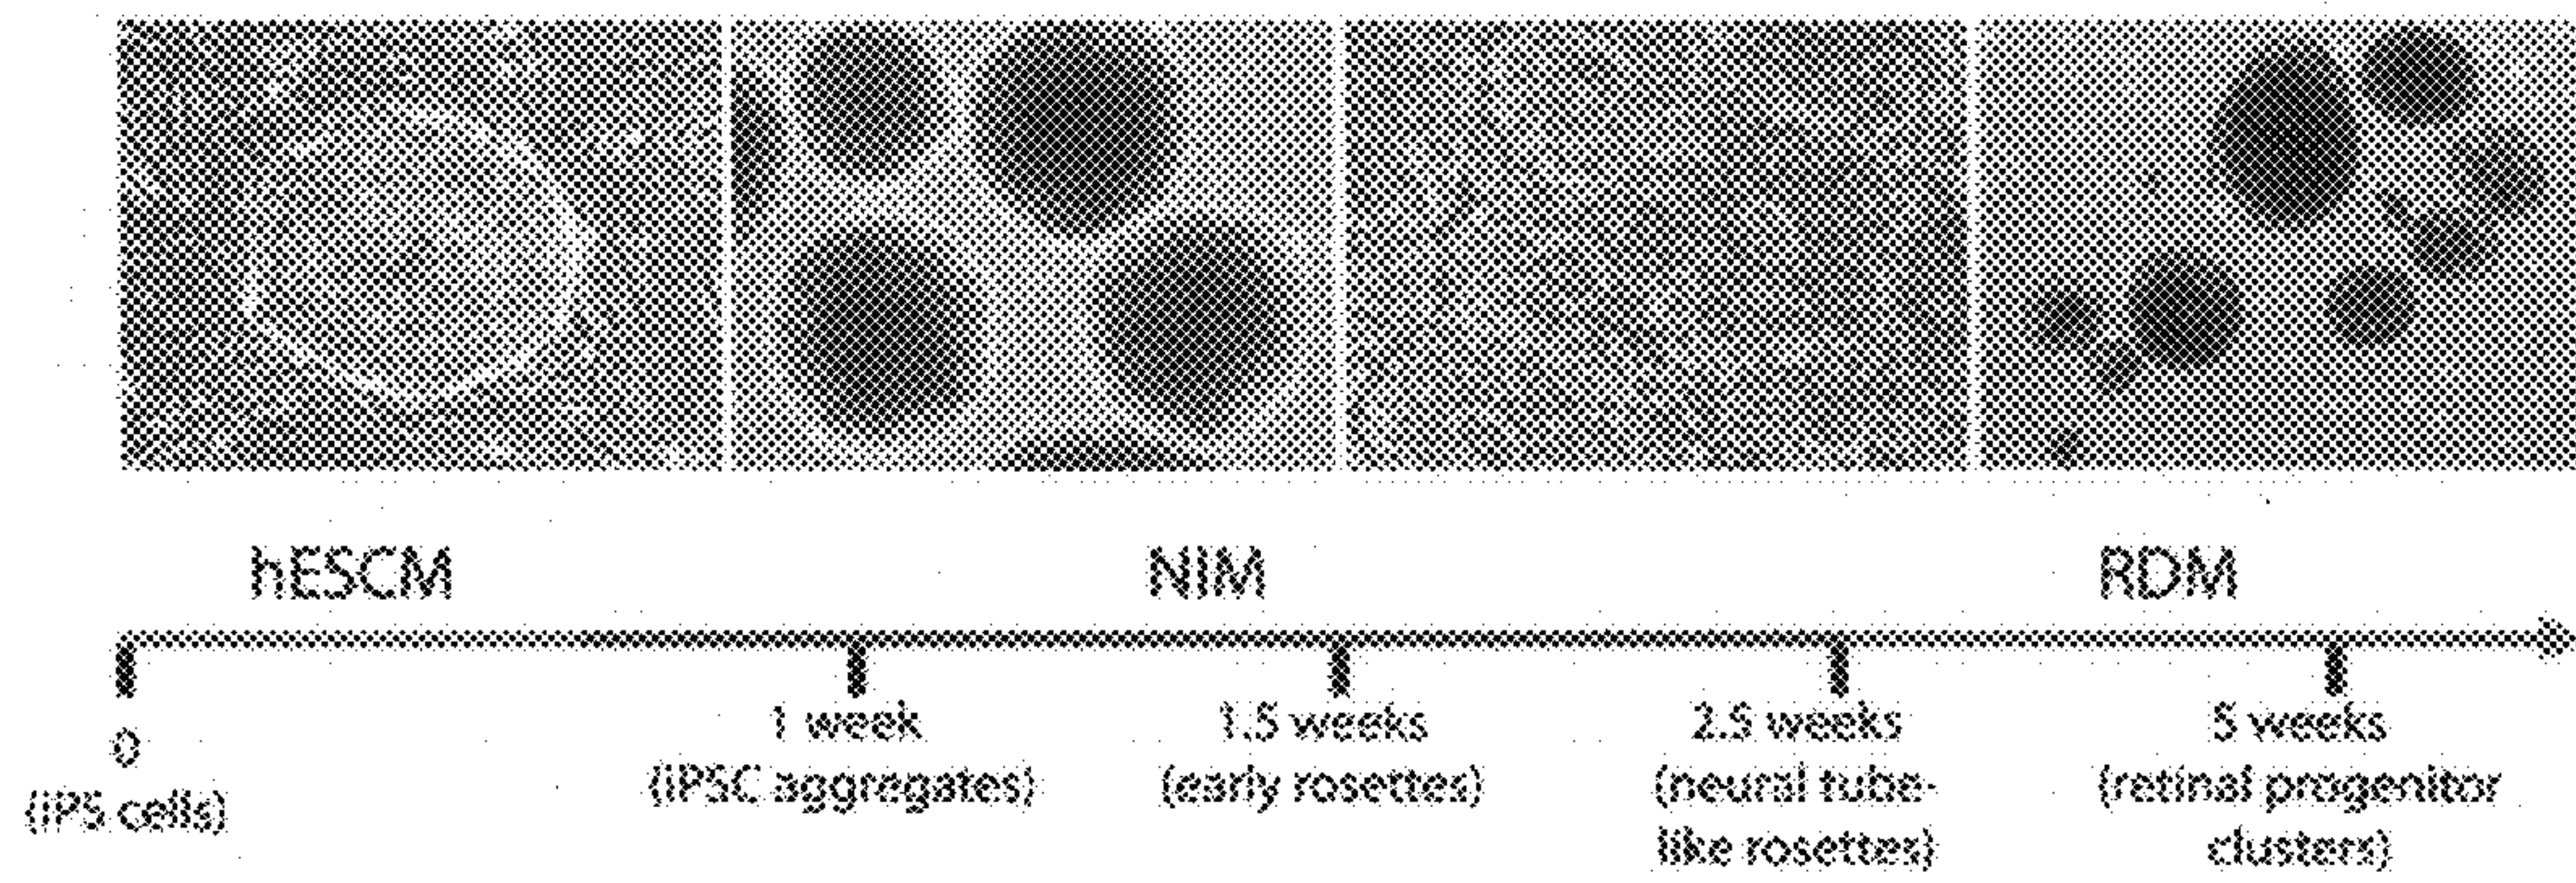 hESCM NIM RDM
0
(iPS cells)
1 week
(iPSC aggregates)
1.5 weeks
(early rosettes)
2.5 weeks
(neural tube-
like rosettes)
5 weeks
(retinal progenitor
clusters)